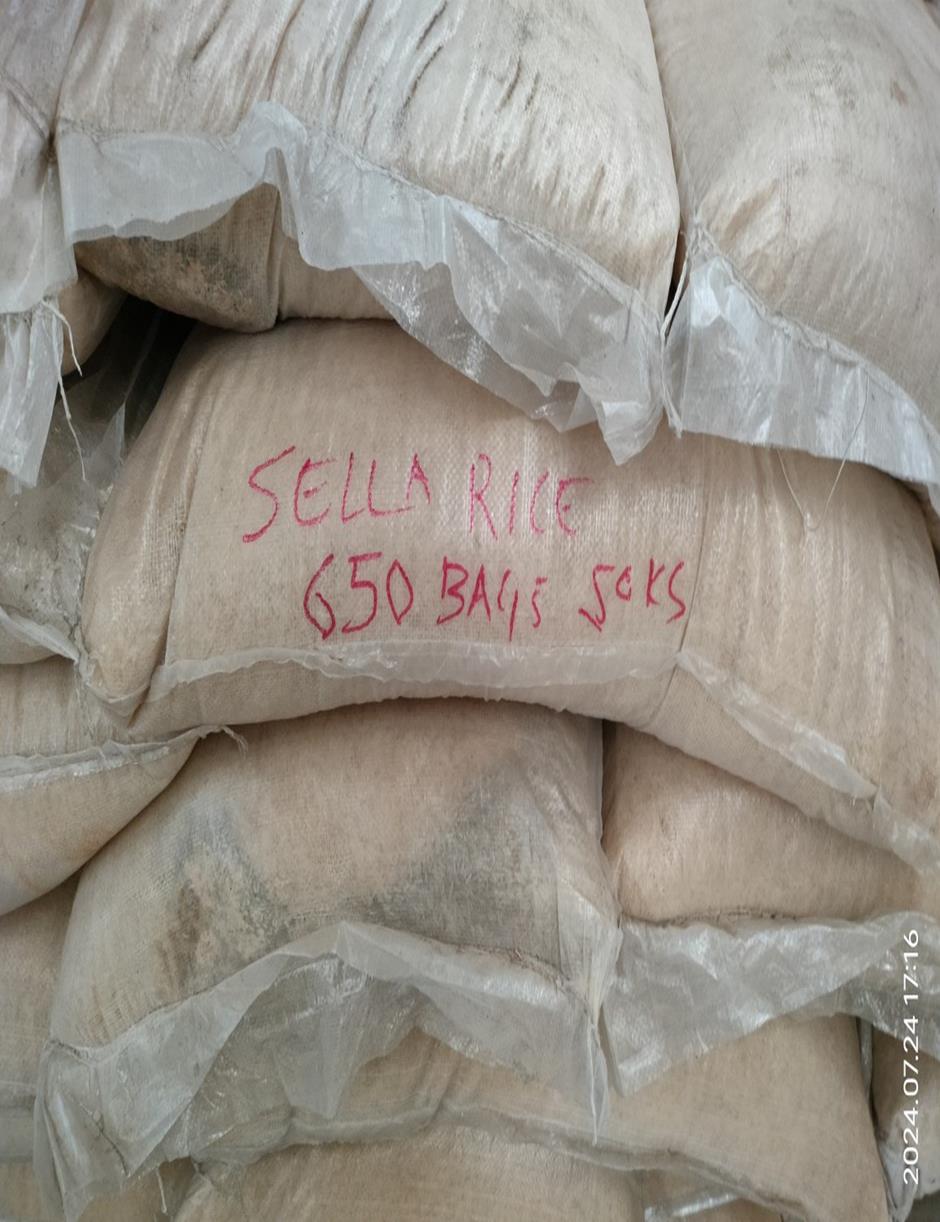 SELLA RICE
650 BAGS 50KS
2024.07.24 17:16